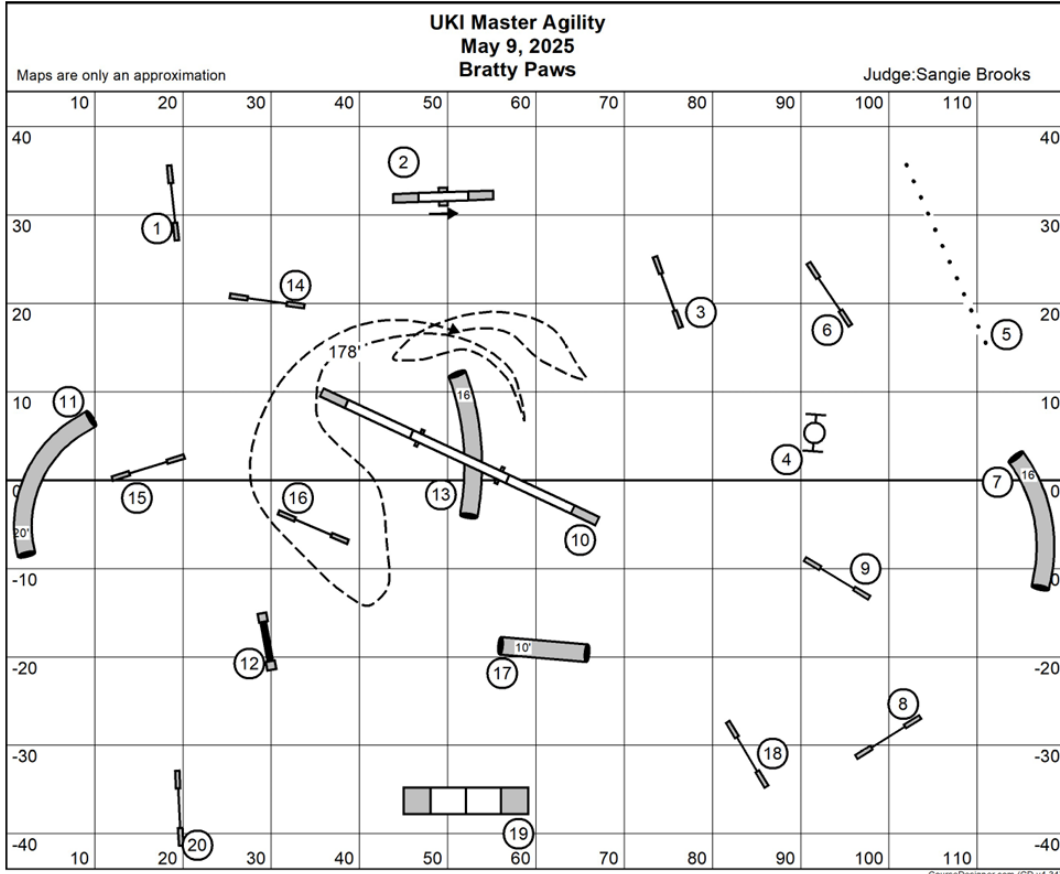 UKI Master Agility
May 9, 2025
Bratty Paws
Maps are only an approximation
Judge:Sangie Brooks
10 20 30 40 50 60 70 80 90 100 110
40 40
2
30 30
1
14
20 3 6 5 20
178'
16
11 10 10
4
15 16 13 7 16
0 0
20'
10
9
-10 -10
12 17 10'
-20 -20
8
18
-30 -30
19
20
-40 -40
10 20 30 40 50 60 70 80 90 100 110